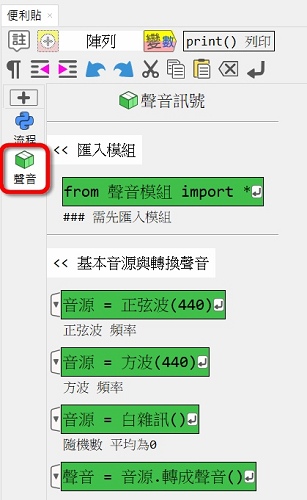 便利貼 ×
註 陣列 變數 print() 列印
流程
聲音
聲音訊號
<< 匯入模組
from 聲音模組 import *
### 需先匯入模組
<< 基本音源與轉換聲音
音源 = 正弦波(440)
正弦波 頻率
音源 = 方波(440)
方波 頻率
音源 = 白雜訊()
隨機數 平均為0
聲音 = 音源.轉成聲音()